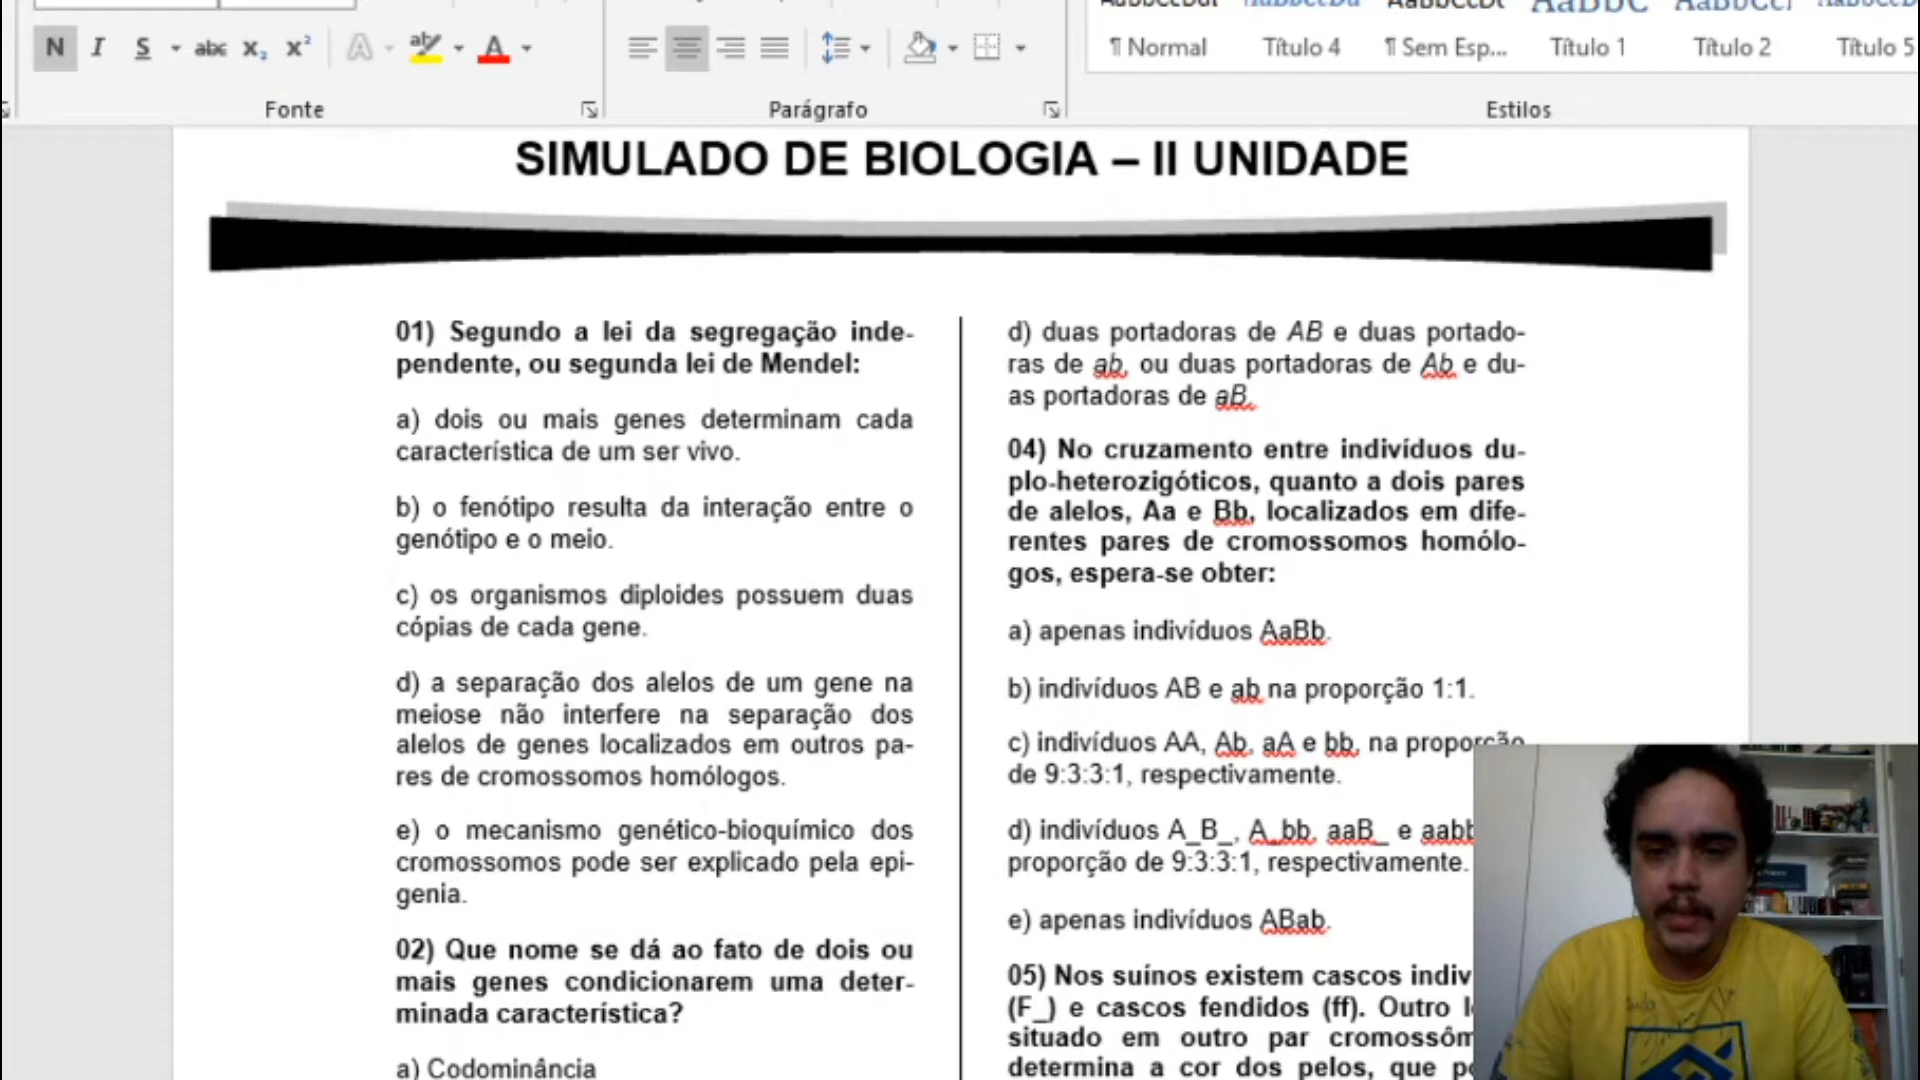 AaBbCcDd AaBbCcDd AaBbCcDc AaBbC AaBbCcI AaBbCcDd
N I S abc X₂ X² A aby A
¶ Normal Título 4 ¶ Sem Esp... Título 1 Título 2 Título 5
Fonte Parágrafo Estilos
SIMULADO DE BIOLOGIA – II UNIDADE
01) Segundo a lei da segregação inde-
pendente, ou segunda lei de Mendel:
a) dois ou mais genes determinam cada
característica de um ser vivo.
b) o fenótipo resulta da interação entre o
genótipo e o meio.
c) os organismos diploides possuem duas
cópias de cada gene.
d) a separação dos alelos de um gene na
meiose não interfere na separação dos
alelos de genes localizados em outros pa-
res de cromossomos homólogos.
e) o mecanismo genético-bioquímico dos
cromossomos pode ser explicado pela epi-
genia.
02) Que nome se dá ao fato de dois ou
mais genes condicionarem uma deter-
minada característica?
a) Codominância
d) duas portadoras de AB e duas portado-
ras de ab, ou duas portadoras de Ab e du-
as portadoras de aB.
04) No cruzamento entre indivíduos du-
plo-heterozigóticos, quanto a dois pares
de alelos, Aa e Bb, localizados em dife-
rentes pares de cromossomos homólo-
gos, espera-se obter:
a) apenas indivíduos AaBb.
b) indivíduos AB e ab na proporção 1:1.
c) indivíduos AA, Ab, aA e bb, na proporção
de 9:3:3:1, respectivamente.
d) indivíduos A_B_, A_bb, aaB_ e aabb
proporção de 9:3:3:1, respectivamente.
e) apenas indivíduos ABab.
05) Nos suínos existem cascos indiv
(F_) e cascos fendidos (ff). Outro l
situado em outro par cromossôm
determina a cor dos pelos, que p